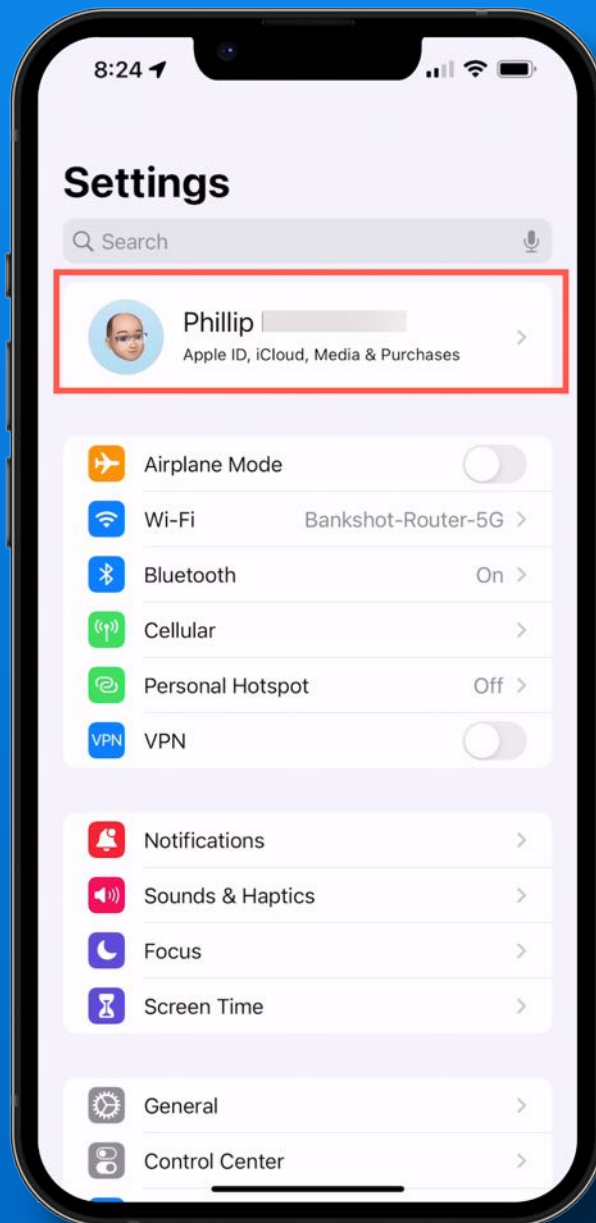 8:24
Settings
Search
Phillip
Apple ID, iCloud, Media & Purchases
Airplane Mode
Wi-Fi Bankshot-Router-5G
Bluetooth On
Cellular
Personal Hotspot Off
VPN VPN
Notifications
Sounds & Haptics
Focus
Screen Time
General
Control Center